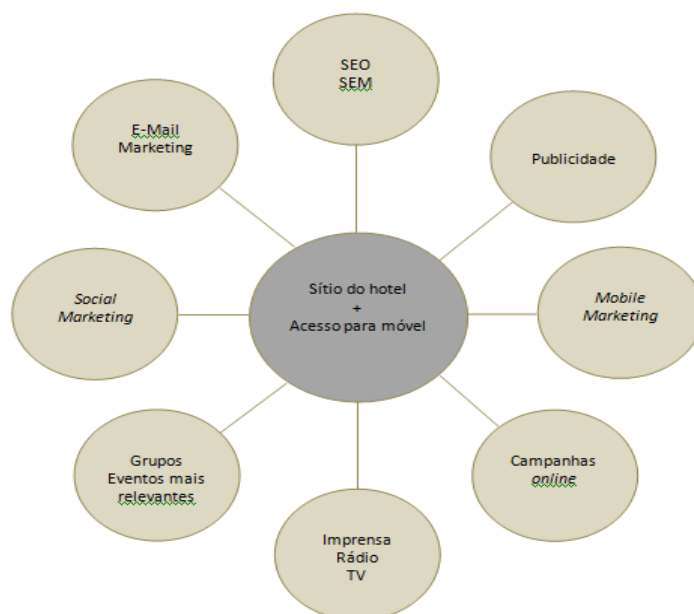 SEO
SEM
E-Mail
Marketing
Publicidade
Sítio do hotel
+
Acesso para móvel
Social
Marketing
Mobile
Marketing
Grupos
Eventos mais
relevantes
Campanhas
online
Imprensa
Rádio
TV